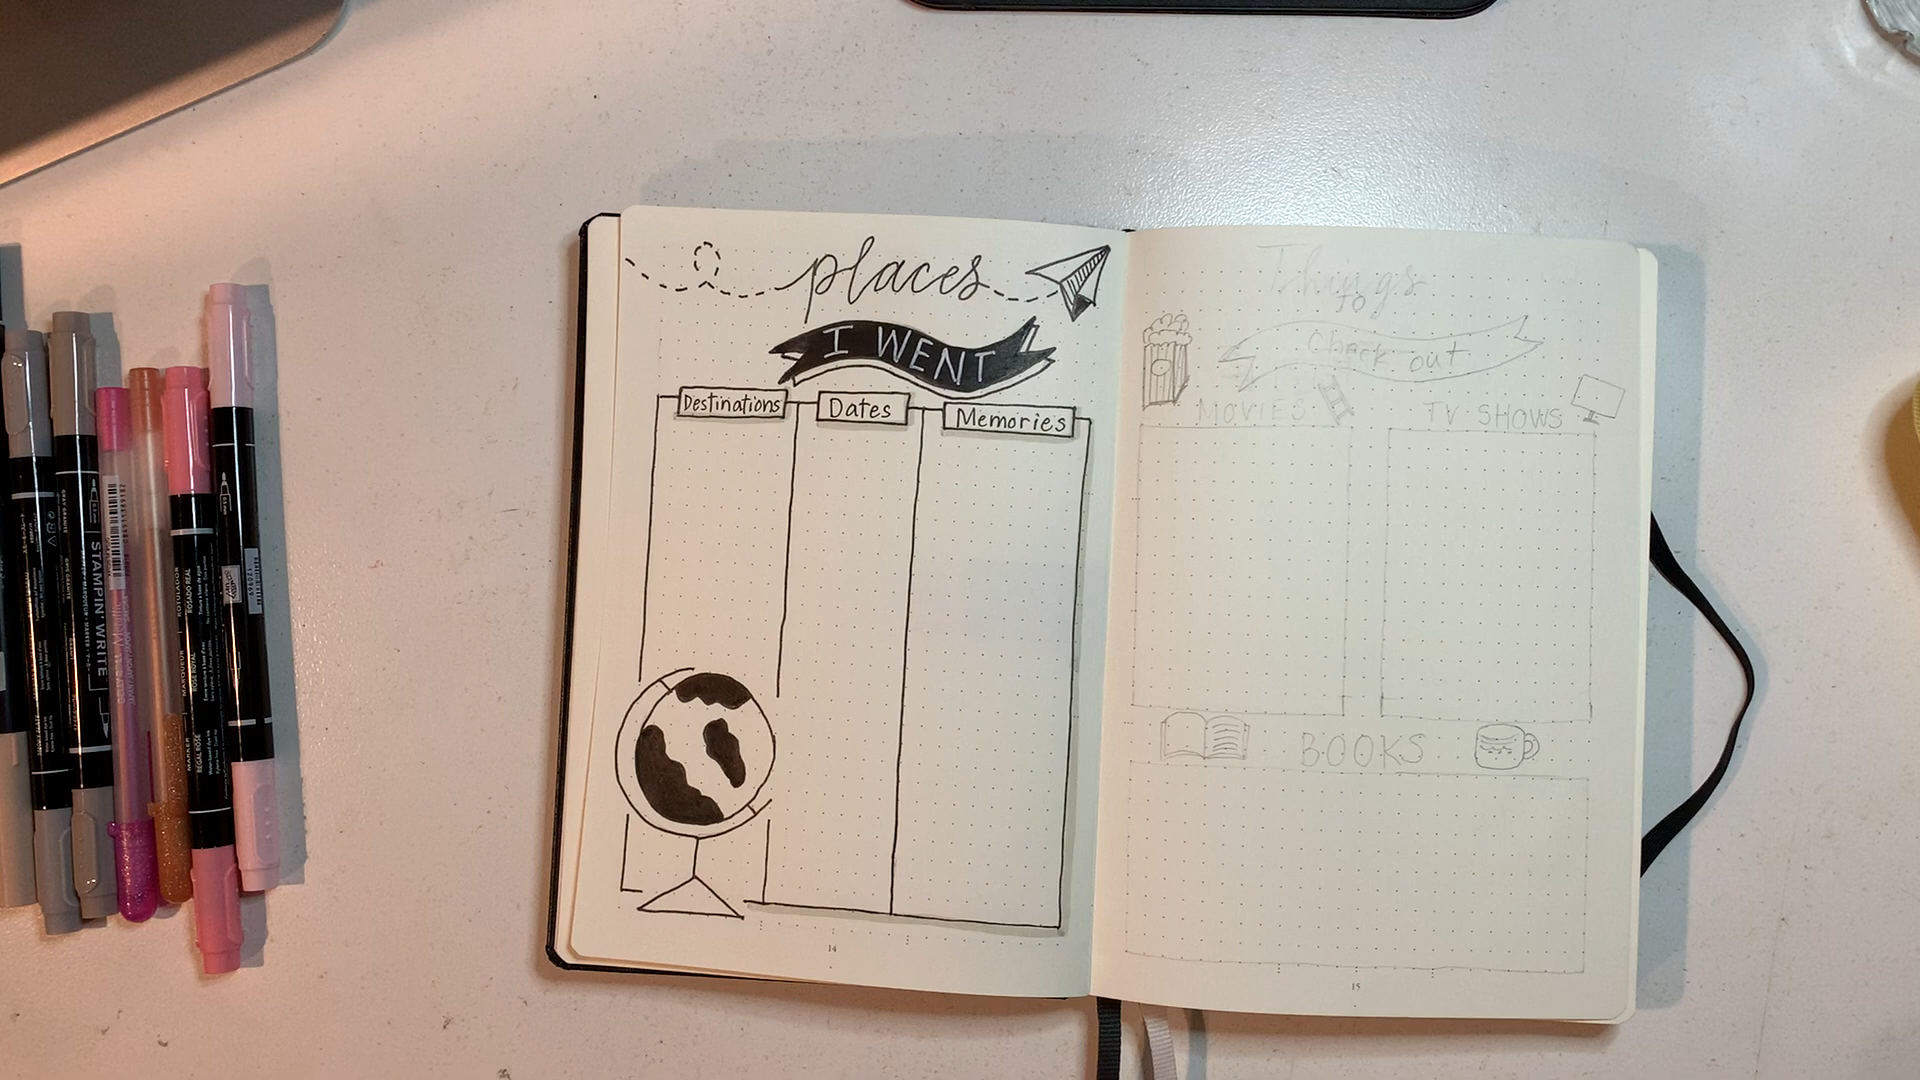 places
I WENT
Destinations
Dates
Memories
14
Things
TO
Check out
MOVIES
TV SHOWS
BOOKS
15
STAMPIN' WRITE